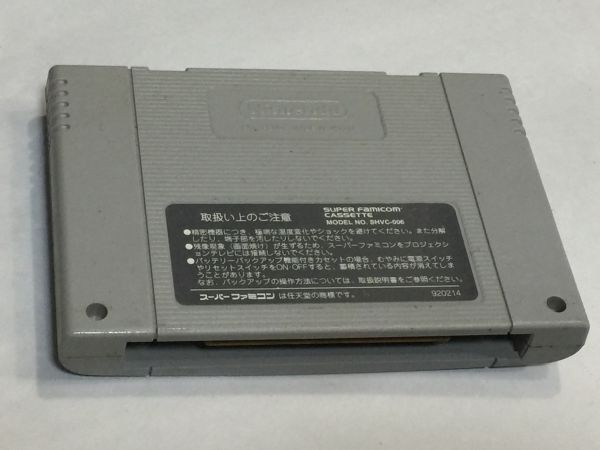 Nintendo
取扱い上のご注意
SUPER FAMICOM
CASSETTE
MODEL NO. SHVC-006
●精密機器につき、極端な温度変化やショックを避けてください。また分解
したり、端子部を汚したりしないでください。
●残像現象(画面焼け)が生ずるため、スーパーファミコンをプロジェクシ
ョンテレビには接続しないでください。
●バッテリーバックアップ機能付きカセットの場合、むやみに電源スイッチ
やリセットスイッチをON・OFFすると、蓄積されている内容が消えてしま
うことがあります。
なお、バックアップの操作方法については、取扱説明書をご参照ください。
スーパーファミコンは任天堂の商標です。
920214